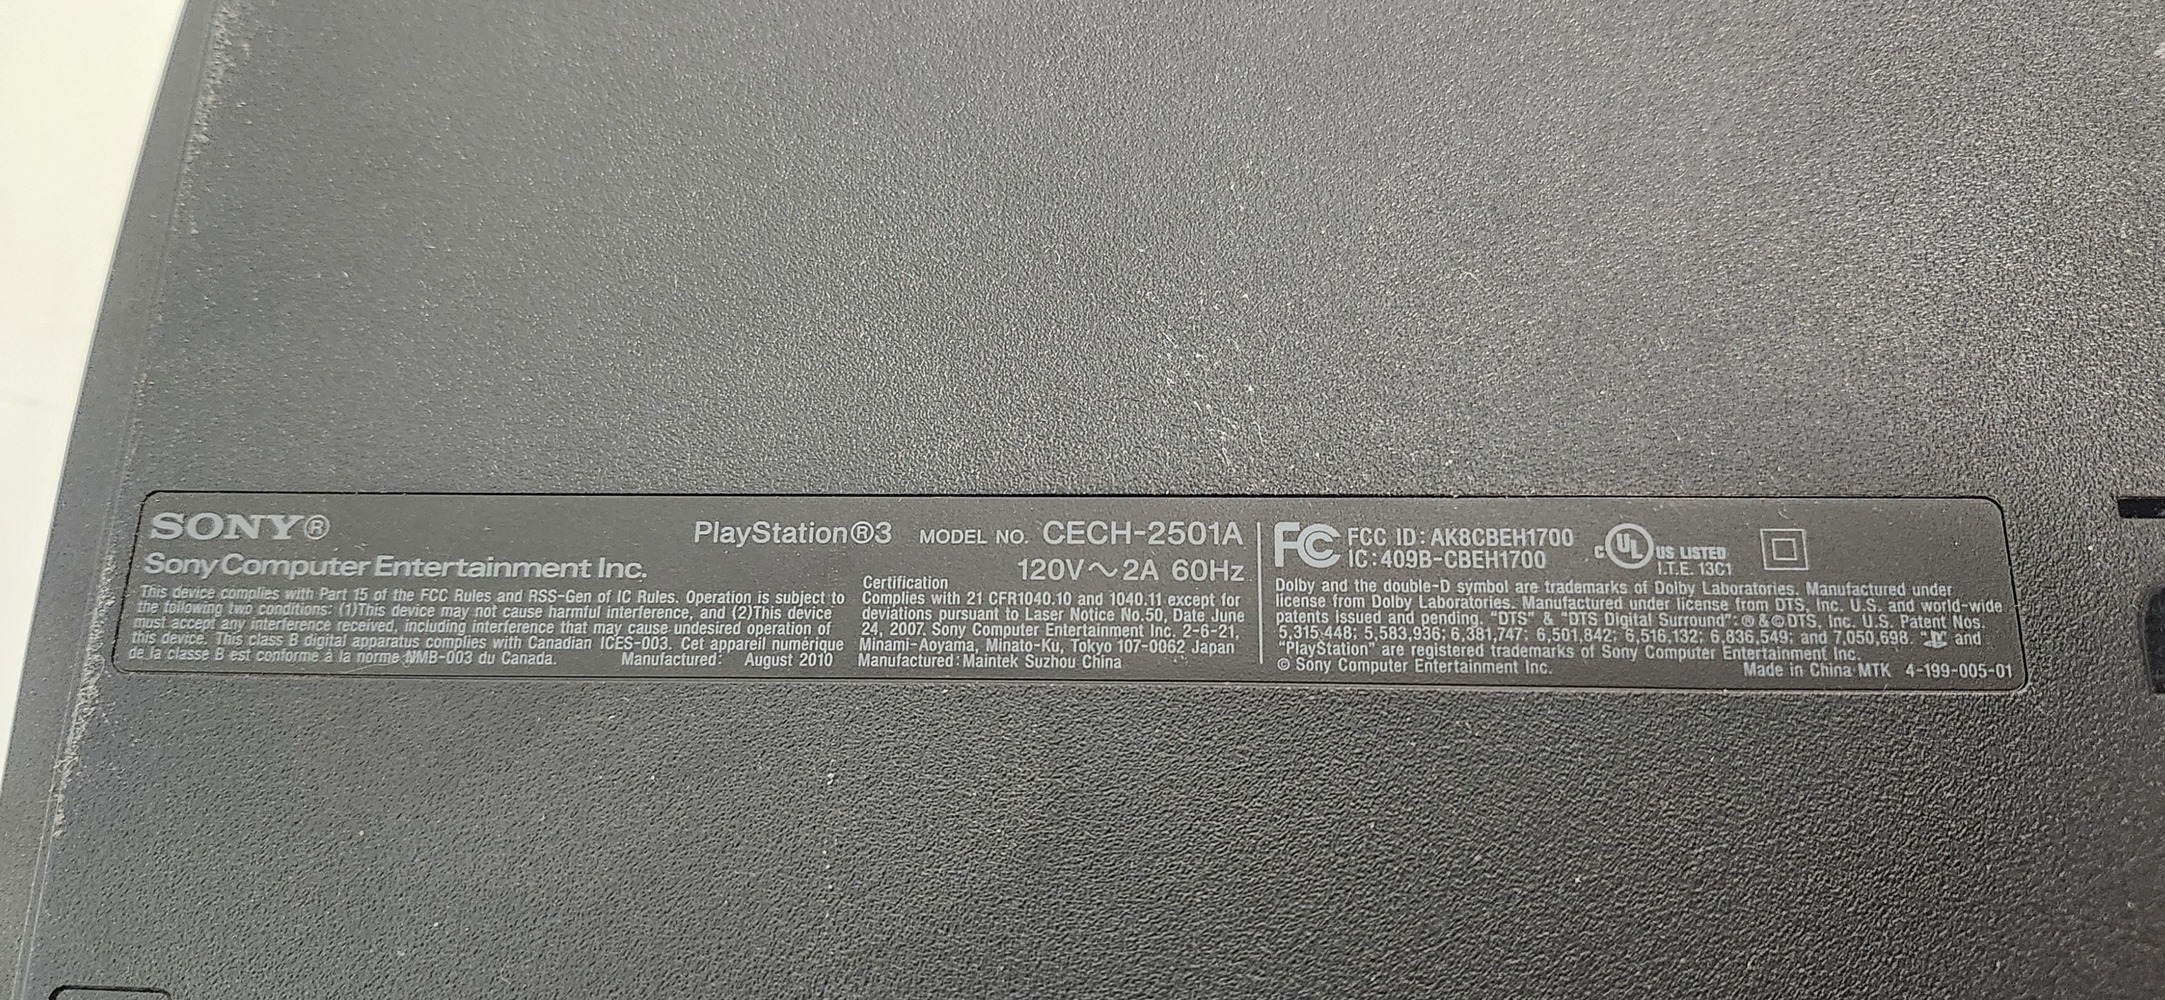 SONY®
Sony Computer Entertainment Inc.
This device complies with Part 15 of the FCC Rules and RSS-Gen of IC Rules. Operation is subject to
the following two conditions: (1)This device may not cause harmful interference, and (2)This device
must accept any interference received, including interference that may cause undesired operation of
this device. This class B digital apparatus complies with Canadian ICES-003. Cet appareil numérique
de la classe B est conforme à la norme NMB-003 du Canada.
Manufactured: August 2010
PlayStation®3 MODEL NO. CECH-2501A
120V～2A 60Hz
Certification
Complies with 21 CFR1040.10 and 1040.11 except for
deviations pursuant to Laser Notice No.50, Date June
24, 2007. Sony Computer Entertainment Inc. 2-6-21,
Minami-Aoyama, Minato-Ku, Tokyo 107-0062 Japan
Manufactured: Maintek Suzhou China
FC FCC ID: AK8CBEH1700
IC: 409B-CBEH1700
C UL US LISTED
I.T.E. 13C1
Dolby and the double-D symbol are trademarks of Dolby Laboratories. Manufactured under
license from Dolby Laboratories. Manufactured under license from DTS, Inc. U.S. and world-wide
patents issued and pending. "DTS" & "DTS Digital Surround": ® & © DTS, Inc. U.S. Patent Nos.
5,315,448; 5,583,936; 6,381,747; 6,501,842; 6,516,132; 6,836,549; and 7,050,698. and
"PlayStation" are registered trademarks of Sony Computer Entertainment Inc.
© Sony Computer Entertainment Inc.
Made in China MTK 4-199-005-01